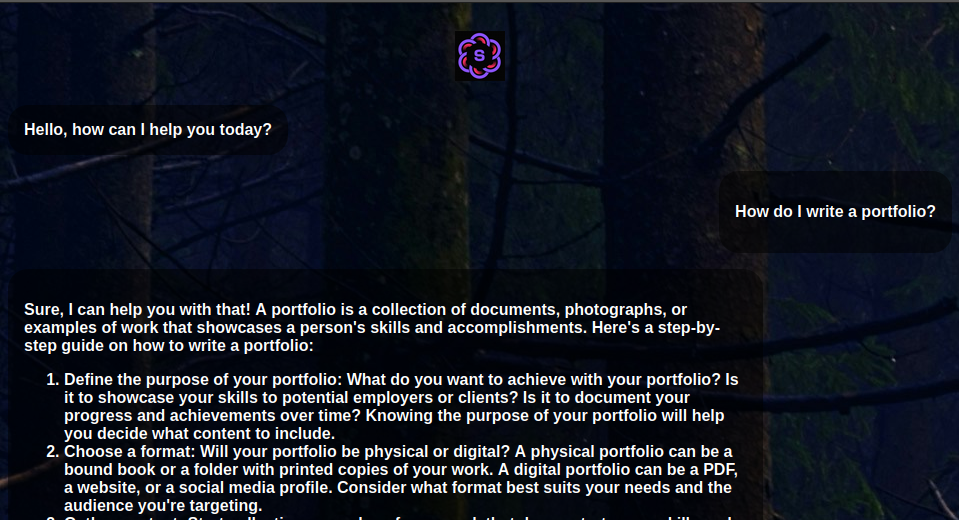 S
Hello, how can I help you today?
How do I write a portfolio?
Sure, I can help you with that! A portfolio is a collection of documents, photographs, or
examples of work that showcases a person's skills and accomplishments. Here's a step-by-
step guide on how to write a portfolio:
1. Define the purpose of your portfolio: What do you want to achieve with your portfolio? Is
it to showcase your skills to potential employers or clients? Is it to document your
progress and achievements over time? Knowing the purpose of your portfolio will help
you decide what content to include.
2. Choose a format: Will your portfolio be physical or digital? A physical portfolio can be a
bound book or a folder with printed copies of your work. A digital portfolio can be a PDF,
a website, or a social media profile. Consider what format best suits your needs and the
audience you're targeting.